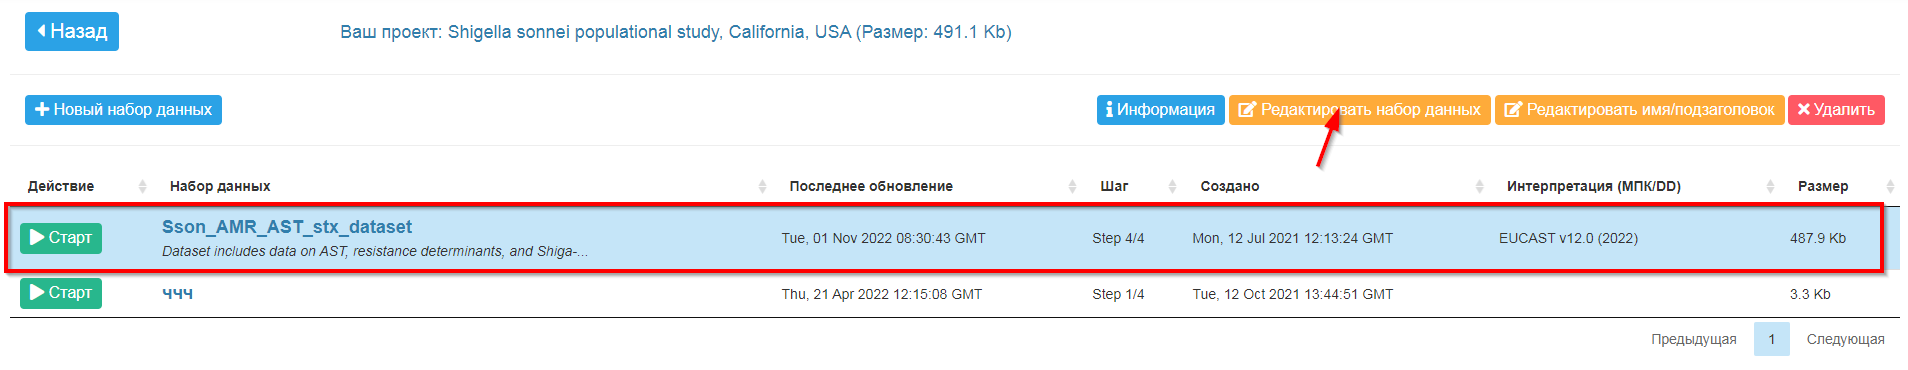 Назад
Ваш проект: Shigella sonnei populational study, California, USA (Размер: 491.1 Kb)
Новый набор данных
Информация
Редактировать набор данных
Редактировать имя/подзаголовок
Удалить
Действие Набор данных Последнее обновление Шаг Создано Интерпретация (МПК/DD) Размер
Старт Sson_AMR_AST_stx_dataset Tue, 01 Nov 2022 08:30:43 GMT Step 4/4 Mon, 12 Jul 2021 12:13:24 GMT EUCAST v12.0 (2022) 487.9 Kb
Dataset includes data on AST, resistance determinants, and Shiga-...
Старт ччч Thu, 21 Apr 2022 12:15:08 GMT Step 1/4 Tue, 12 Oct 2021 13:44:51 GMT 3.3 Kb
Предыдущая 1 Следующая